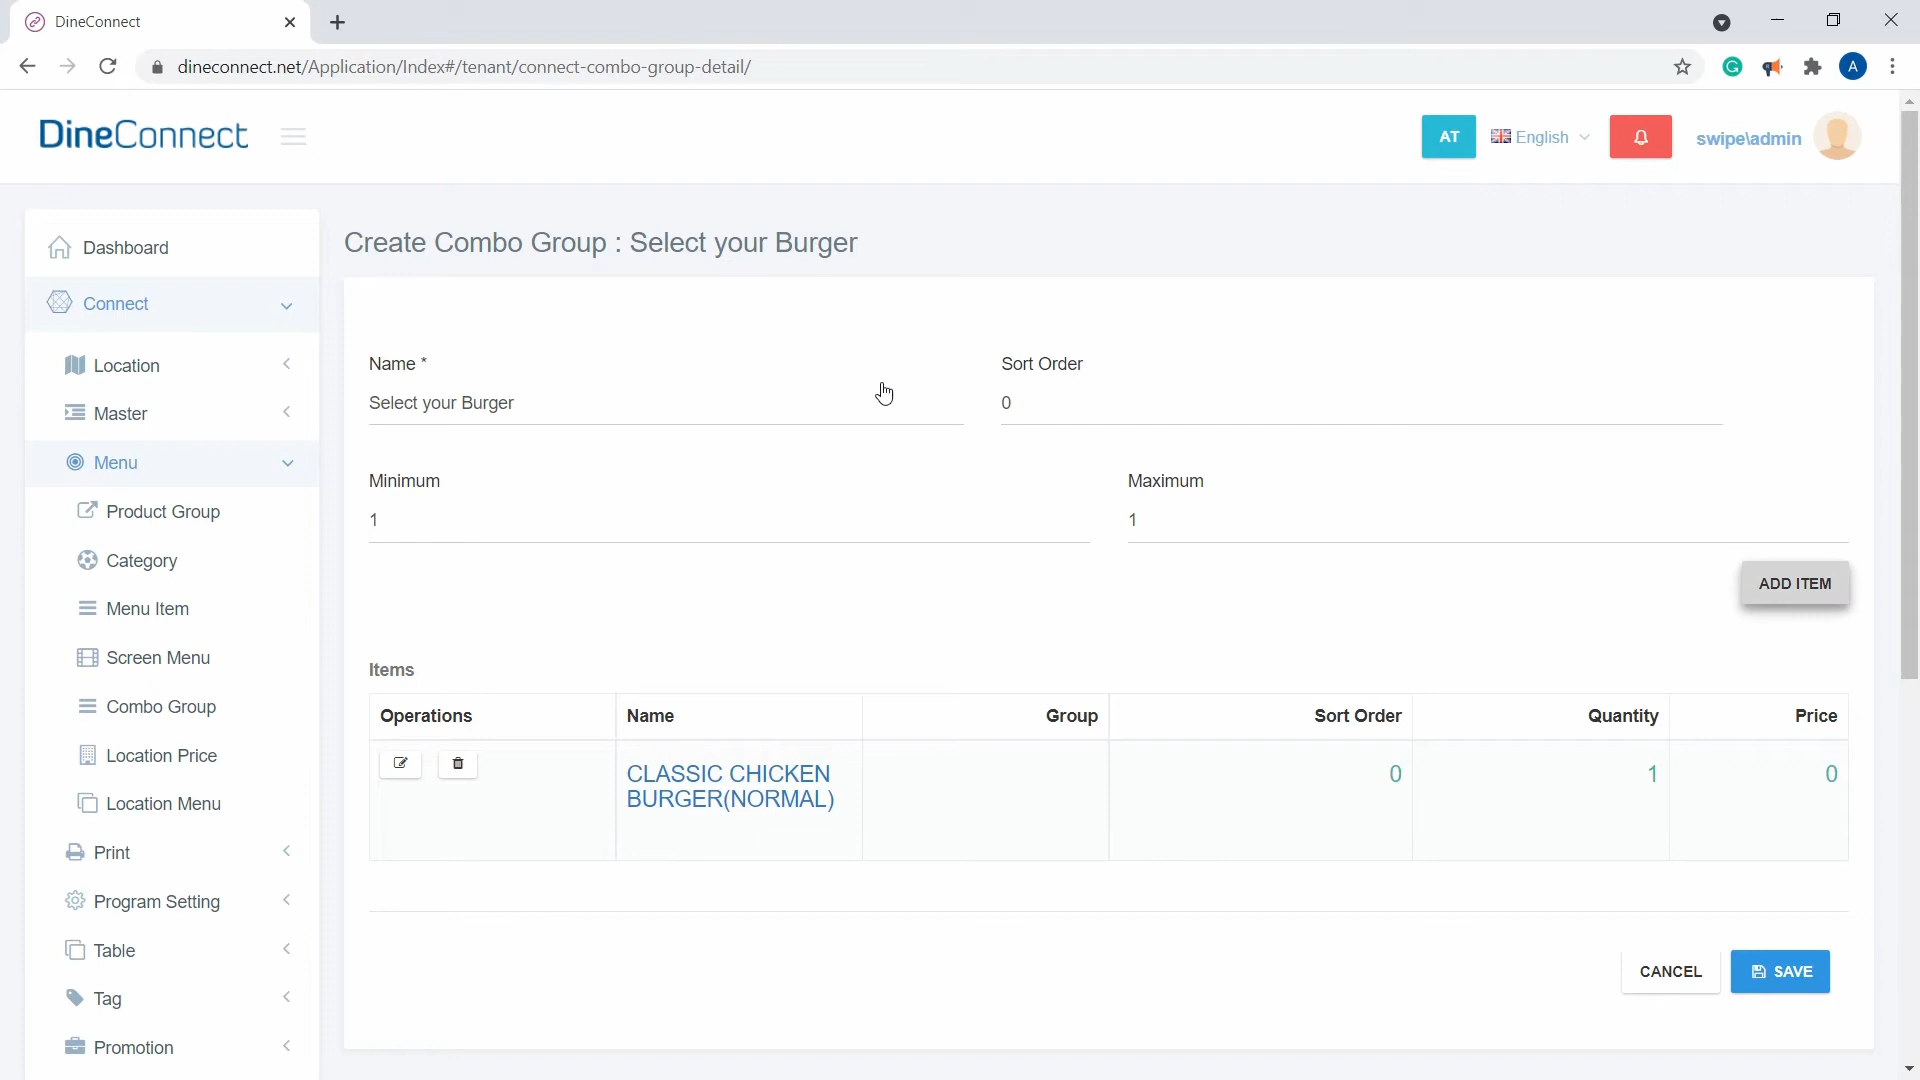 DineConnect
dineconnect.net/Application/Index#/tenant/connect-combo-group-detail/
A
DineConnect
AT
English
swipe\admin
Dashboard
Connect
Location
Master
Menu
Product Group
Category
Menu Item
Screen Menu
Combo Group
Location Price
Location Menu
Print
Program Setting
Table
Tag
Promotion
Create Combo Group : Select your Burger
Name *
Sort Order
Select your Burger
0
Minimum
Maximum
1
1
ADD ITEM
Items
Operations Name Group Sort Order Quantity Price
CLASSIC CHICKEN 0 1 0
BURGER(NORMAL)
CANCEL
SAVE